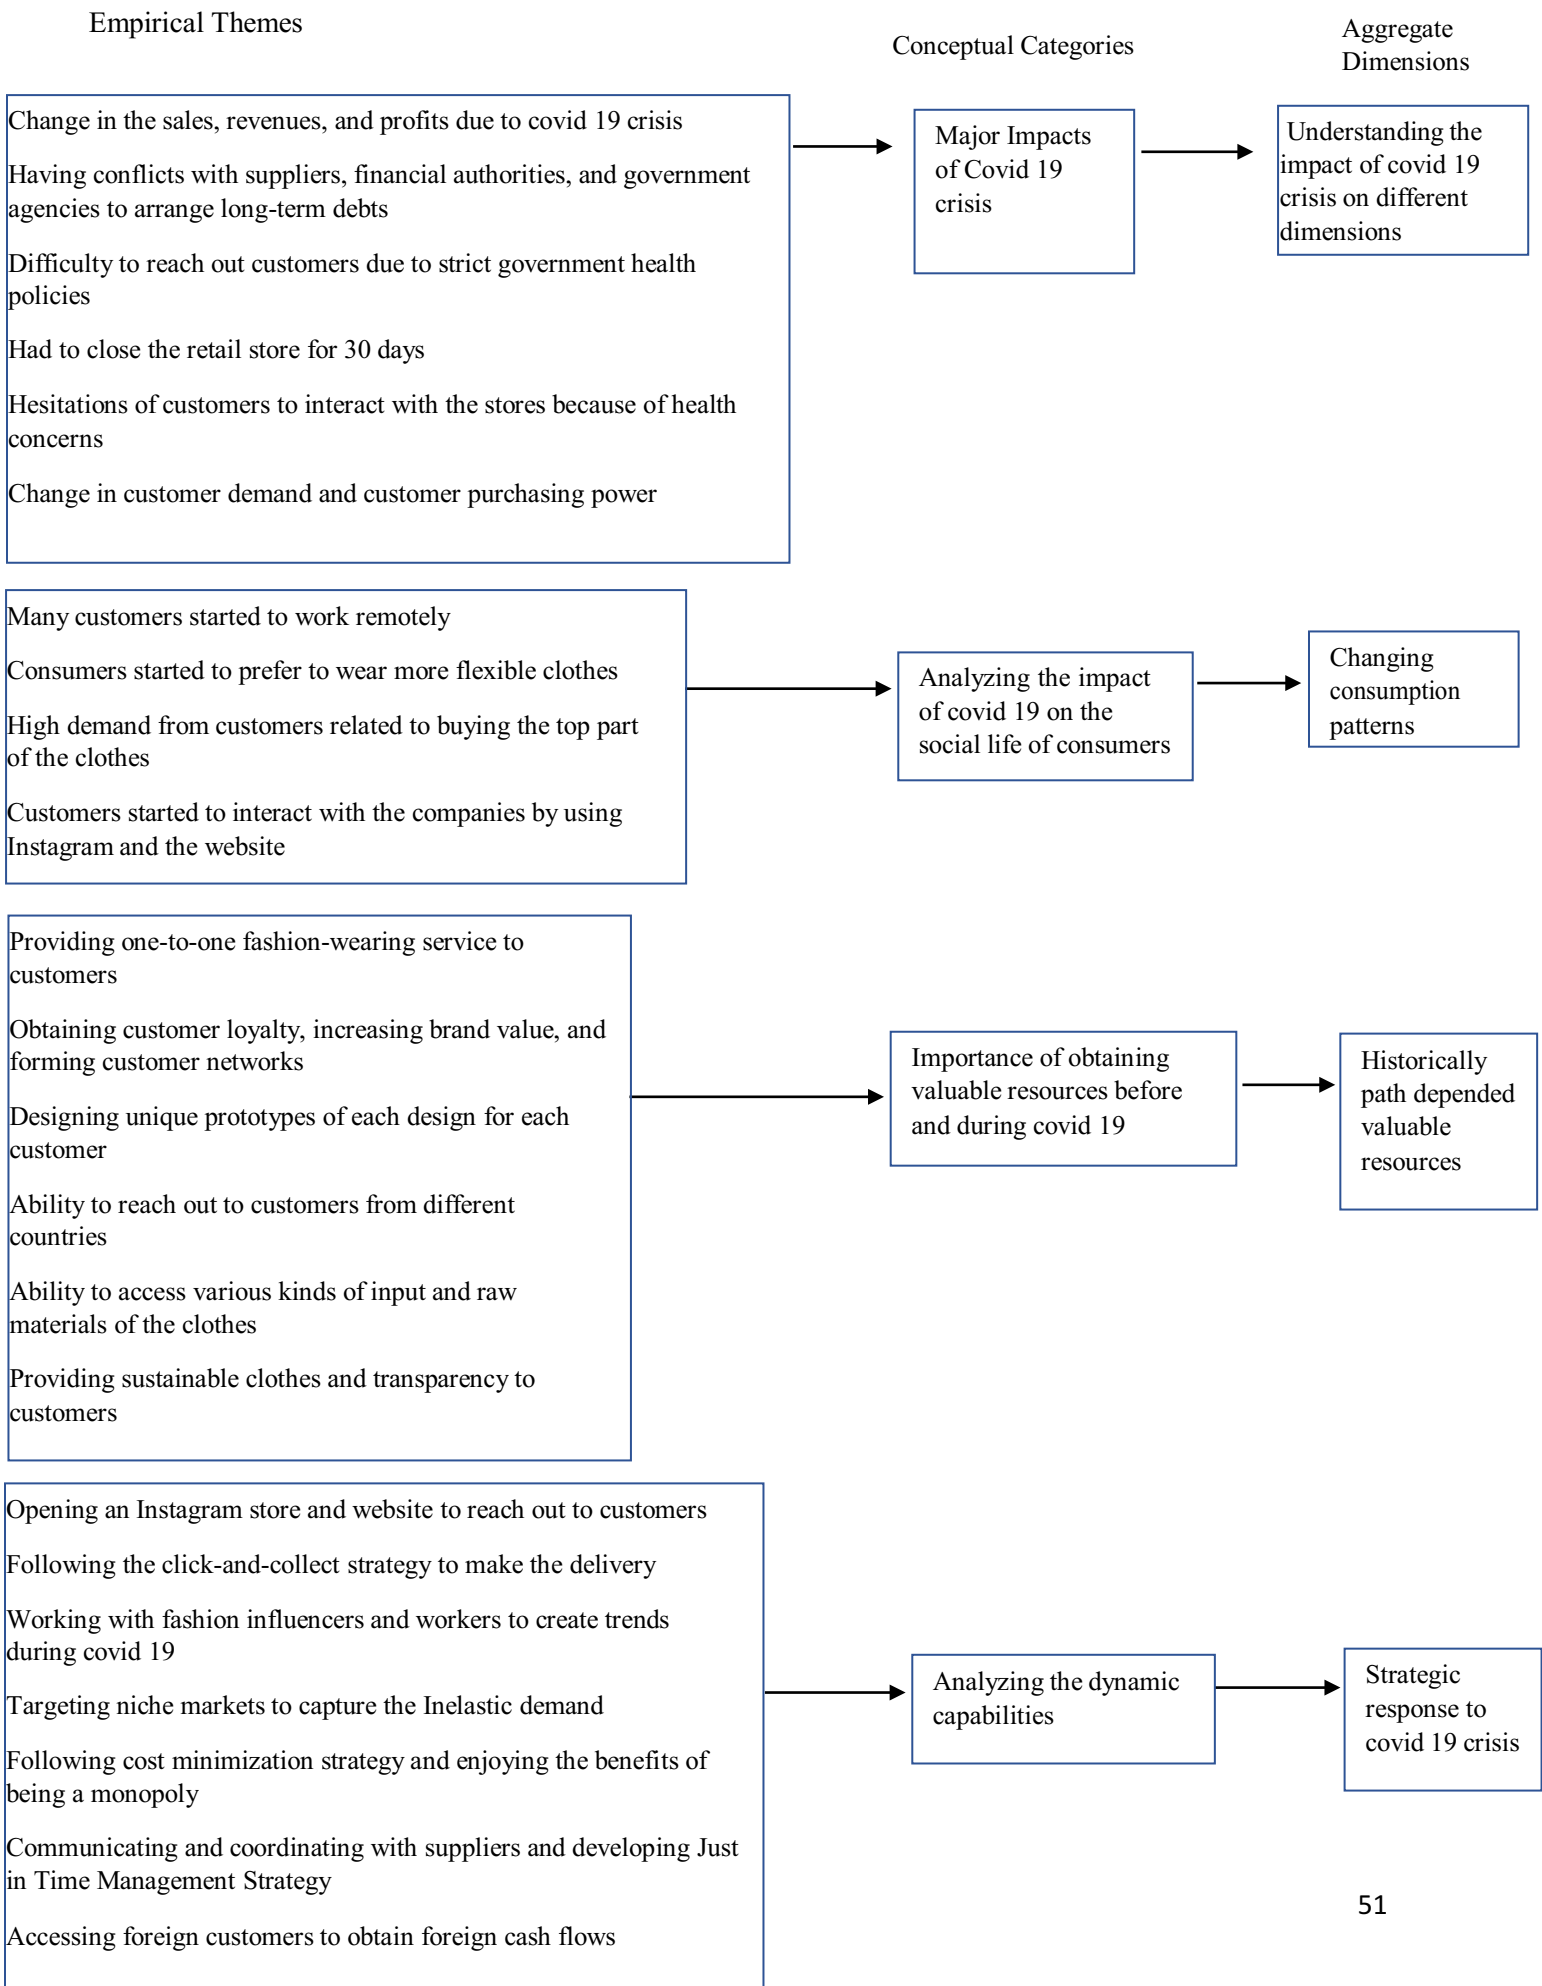 Empirical Themes
Conceptual Categories
Aggregate
Dimensions
Change in the sales, revenues, and profits due to covid 19 crisis
Having conflicts with suppliers, financial authorities, and government
agencies to arrange long-term debts
Difficulty to reach out customers due to strict government health
policies
Had to close the retail store for 30 days
Hesitations of customers to interact with the stores because of health
concerns
Change in customer demand and customer purchasing power
Major Impacts
of Covid 19
crisis
Understanding the
impact of covid 19
crisis on different
dimensions
Many customers started to work remotely
Consumers started to prefer to wear more flexible clothes
High demand from customers related to buying the top part
of the clothes
Customers started to interact with the companies by using
Instagram and the website
Analyzing the impact
of covid 19 on the
social life of consumers
Changing
consumption
patterns
Providing one-to-one fashion-wearing service to
customers
Obtaining customer loyalty, increasing brand value, and
forming customer networks
Designing unique prototypes of each design for each
customer
Ability to reach out to customers from different
countries
Ability to access various kinds of input and raw
materials of the clothes
Providing sustainable clothes and transparency to
customers
Importance of obtaining
valuable resources before
and during covid 19
Historically
path depended
valuable
resources
Opening an Instagram store and website to reach out to customers
Following the click-and-collect strategy to make the delivery
Working with fashion influencers and workers to create trends
during covid 19
Targeting niche markets to capture the Inelastic demand
Following cost minimization strategy and enjoying the benefits of
being a monopoly
Communicating and coordinating with suppliers and developing Just
in Time Management Strategy
Accessing foreign customers to obtain foreign cash flows
Analyzing the dynamic
capabilities
Strategic
response to
covid 19 crisis
51